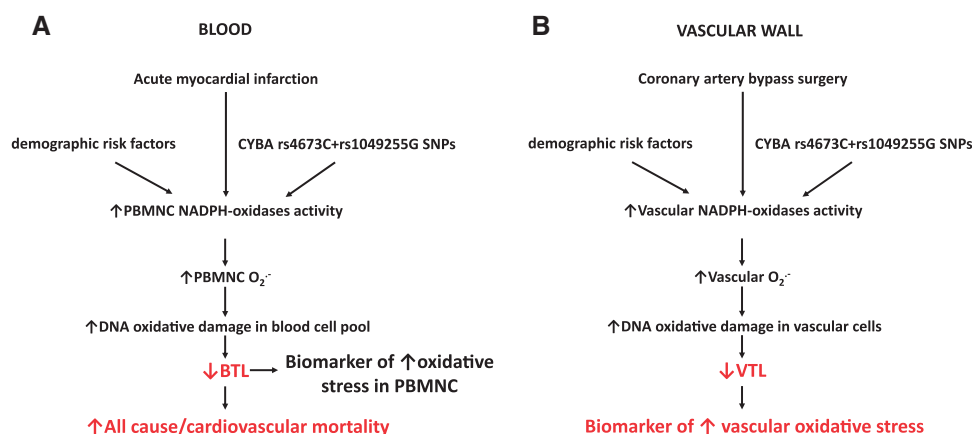 A
BLOOD
Acute myocardial infarction
demographic risk factors
CYBA rs4673C+rs1049255G SNPs
↑PBMNC NADPH-oxidases activity
↑PBMNC O₂·-
↑DNA oxidative damage in blood cell pool
↓BTL
Biomarker of ↑oxidative
stress in PBMNC
↑All cause/cardiovascular mortality
B
VASCULAR WALL
Coronary artery bypass surgery
demographic risk factors
CYBA rs4673C+rs1049255G SNPs
↑Vascular NADPH-oxidases activity
↑Vascular O₂·-
↑DNA oxidative damage in vascular cells
↓VTL
Biomarker of ↑ vascular oxidative stress